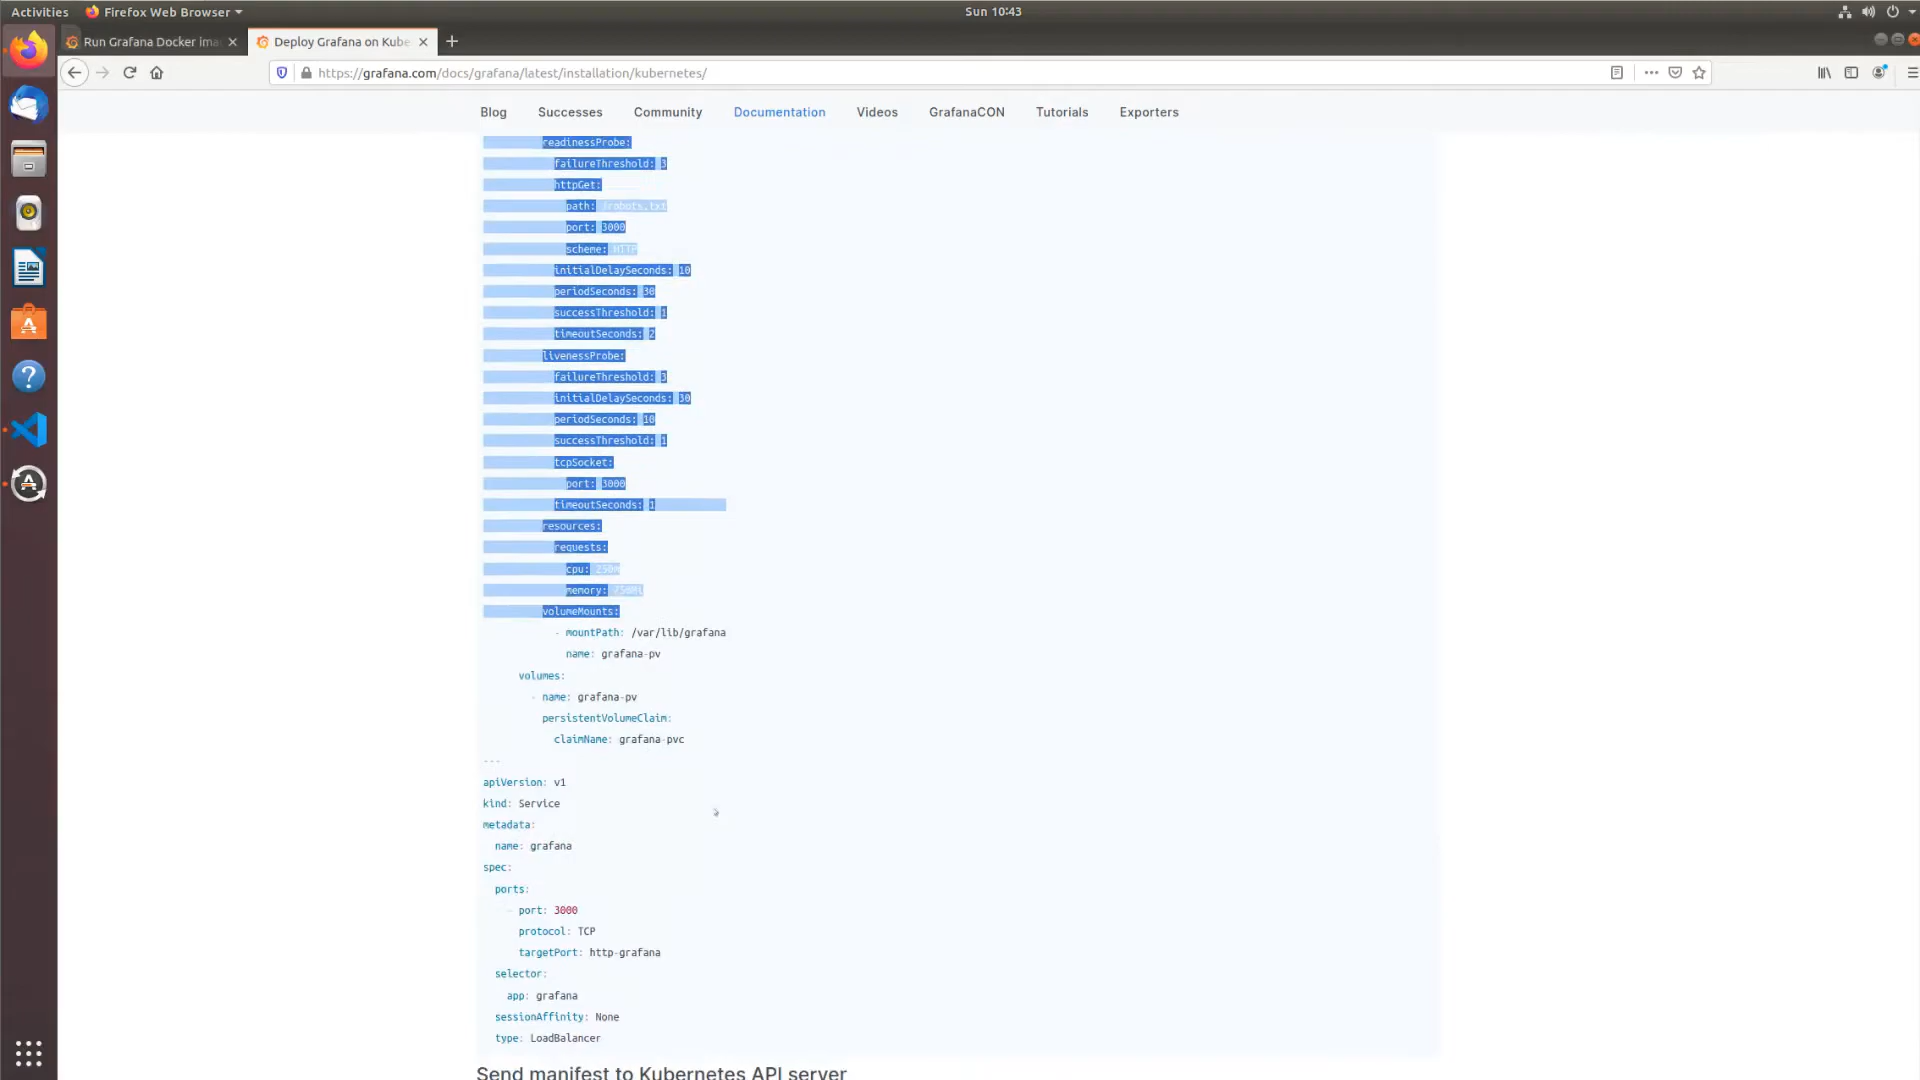 Activities Firefox Web Browser Sun 10:43
Run Grafana Docker ima Deploy Grafana on Kube
https://grafana.com/docs/grafana/latest/installation/kubernetes/
Blog Successes Community Documentation Videos GrafanaCON Tutorials Exporters
readinessProbe:
failureThreshold: 3
httpGet:
path: /robots.txt
port: 3000
scheme: HTTP
initialDelaySeconds: 10
periodSeconds: 30
successThreshold: 1
timeoutSeconds: 2
livenessProbe:
failureThreshold: 3
initialDelaySeconds: 30
periodSeconds: 10
successThreshold: 1
tcpSocket:
port: 3000
timeoutSeconds: 1
resources:
requests:
cpu: 250m
memory: 750Mi
volumeMounts:
- mountPath: /var/lib/grafana
name: grafana-pv
volumes:
- name: grafana-pv
persistentVolumeClaim:
claimName: grafana-pvc
---
apiVersion: v1
kind: Service
metadata:
name: grafana
spec:
ports:
- port: 3000
protocol: TCP
targetPort: http-grafana
selector:
app: grafana
sessionAffinity: None
type: LoadBalancer
Send manifest to Kubernetes API server